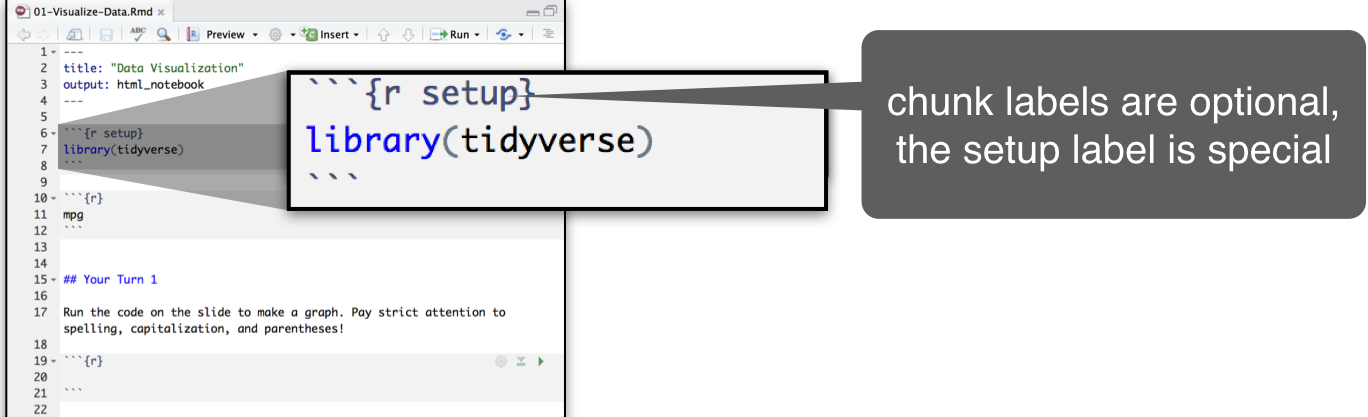 01-Visualize-Data.Rmd ×
ABC Preview Insert Run
1 ---
2 title: "Data Visualization"
3 output: html_notebook
4 ---
5
6 ```{r setup}
7 library(tidyverse)
8 ```
9
10 ```{r}
11 mpg
12 ```
13
14
15 ## Your Turn 1
16
17 Run the code on the slide to make a graph. Pay strict attention to
spelling, capitalization, and parentheses!
18
19 ```{r}
20
21 ```
22
```{r setup}
library(tidyverse)
```
chunk labels are optional,
the setup label is special